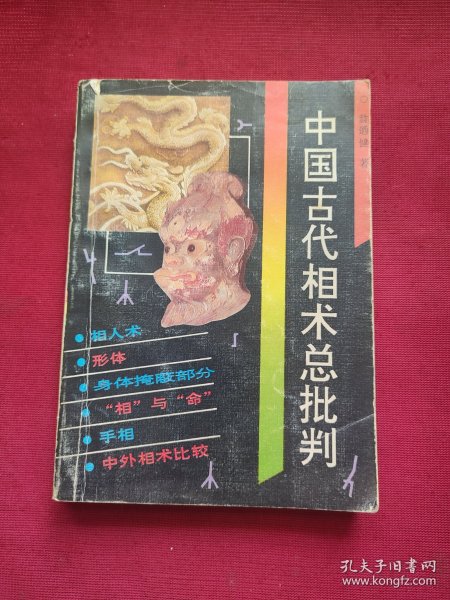 中国古代相术总批判
著
相人术
形体
身体掩蔽部分
“相”与“命”
手相
中外相术比较
孔夫子旧书网
www.kongfz.com